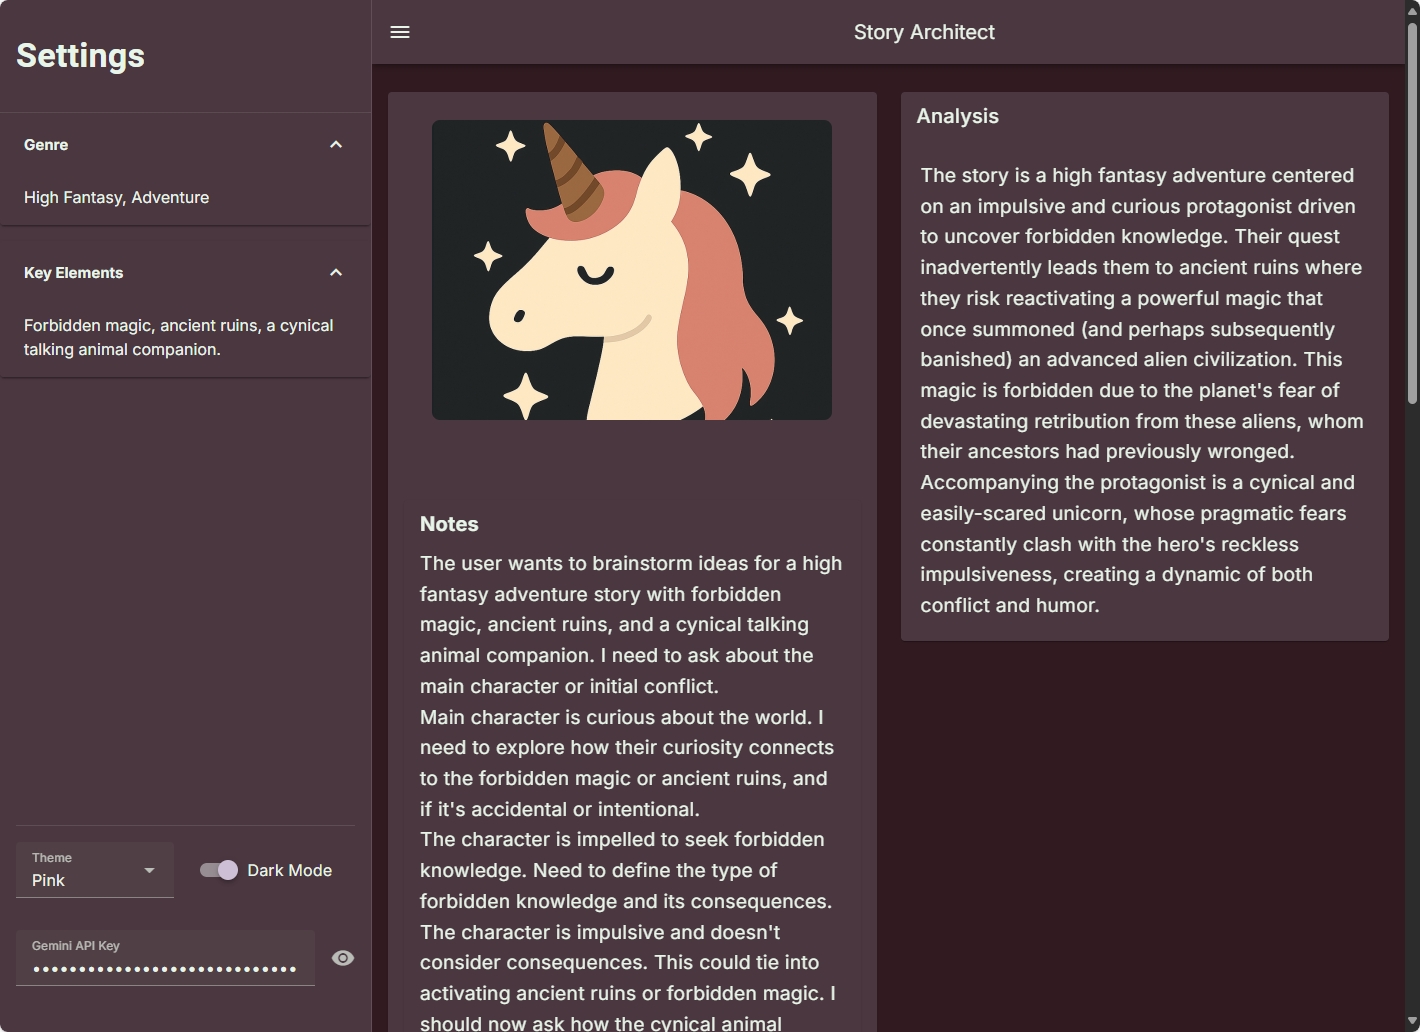 Settings
Genre
High Fantasy, Adventure
Key Elements
Forbidden magic, ancient ruins, a cynical
talking animal companion.
Theme
Pink
Dark Mode
Gemini API Key
Story Architect
Notes
The user wants to brainstorm ideas for a high
fantasy adventure story with forbidden
magic, ancient ruins, and a cynical talking
animal companion. I need to ask about the
main character or initial conflict.
Main character is curious about the world. I
need to explore how their curiosity connects
to the forbidden magic or ancient ruins, and
if it's accidental or intentional.
The character is impelled to seek forbidden
knowledge. Need to define the type of
forbidden knowledge and its consequences.
The character is impulsive and doesn't
consider consequences. This could tie into
activating ancient ruins or forbidden magic. I
should now ask how the cynical animal
Analysis
The story is a high fantasy adventure centered
on an impulsive and curious protagonist driven
to uncover forbidden knowledge. Their quest
inadvertently leads them to ancient ruins where
they risk reactivating a powerful magic that
once summoned (and perhaps subsequently
banished) an advanced alien civilization. This
magic is forbidden due to the planet's fear of
devastating retribution from these aliens, whom
their ancestors had previously wronged.
Accompanying the protagonist is a cynical and
easily-scared unicorn, whose pragmatic fears
constantly clash with the hero's reckless
impulsiveness, creating a dynamic of both
conflict and humor.